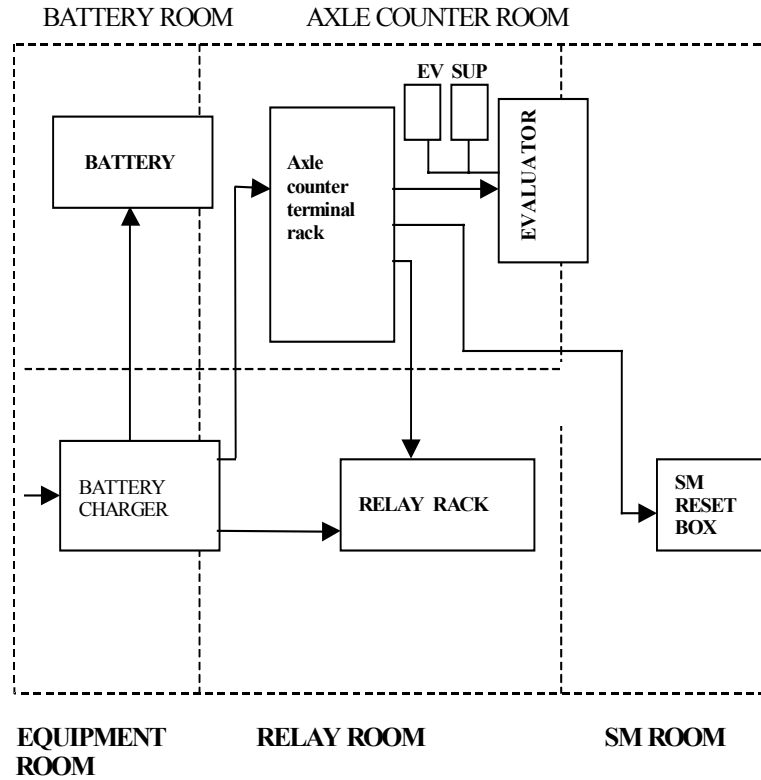 BATTERY ROOM
AXLE COUNTER ROOM
EV SUP
BATTERY
Axle
counter
terminal
rack
EVALUATOR
BATTERY
CHARGER
RELAY RACK
SM
RESET
BOX
EQUIPMENT
ROOM
RELAY ROOM
SM ROOM